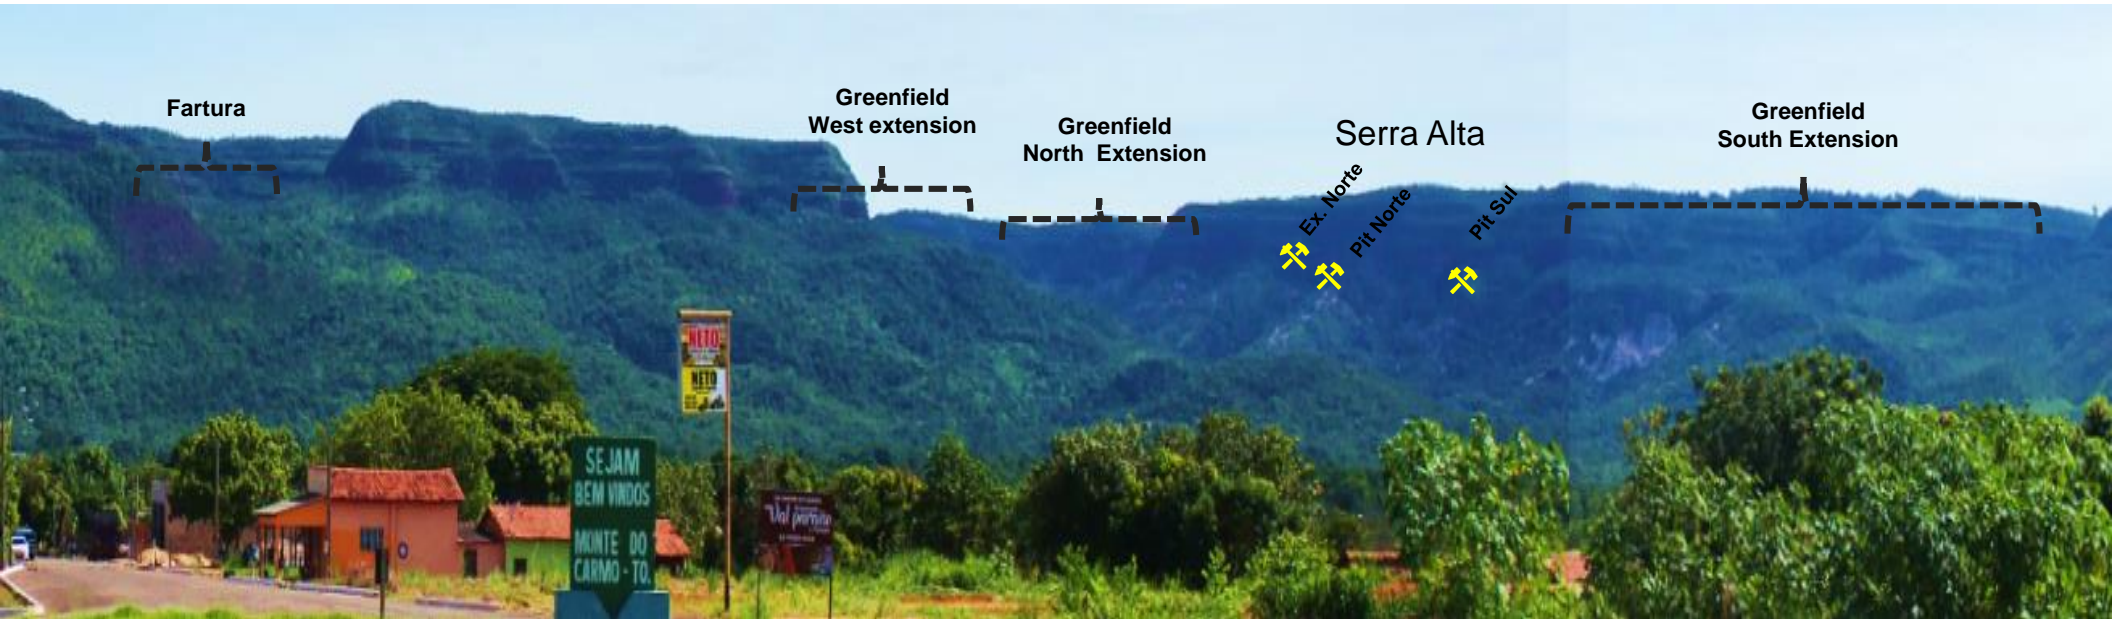 Fartura
Greenfield
West extension
Greenfield
North Extension
Serra Alta
Ex. Norte
Pit Norte
Pit Sul
Greenfield
South Extension
NETO
NETO
SEJAM
BEM VINDOS
MONTE DO
CARMO - TO.